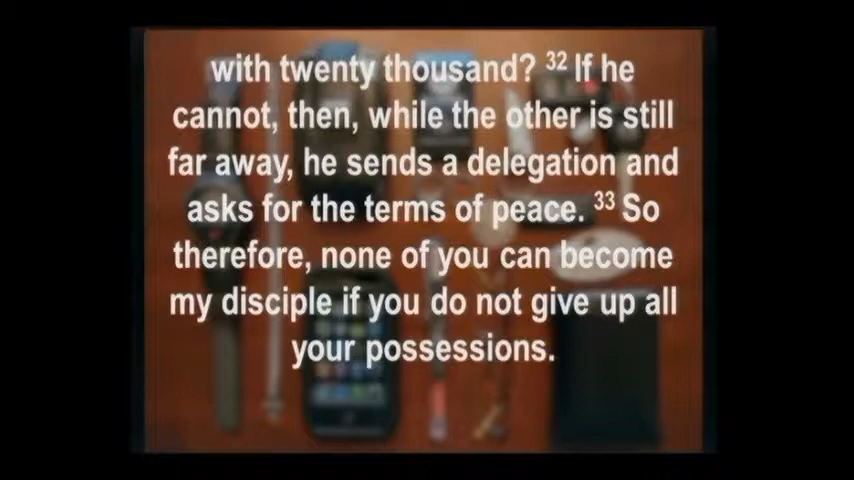 with twenty thousand? 32 If he
cannot, then, while the other is still
far away, he sends a delegation and
asks for the terms of peace. 33 So
therefore, none of you can become
my disciple if you do not give up all
your possessions.